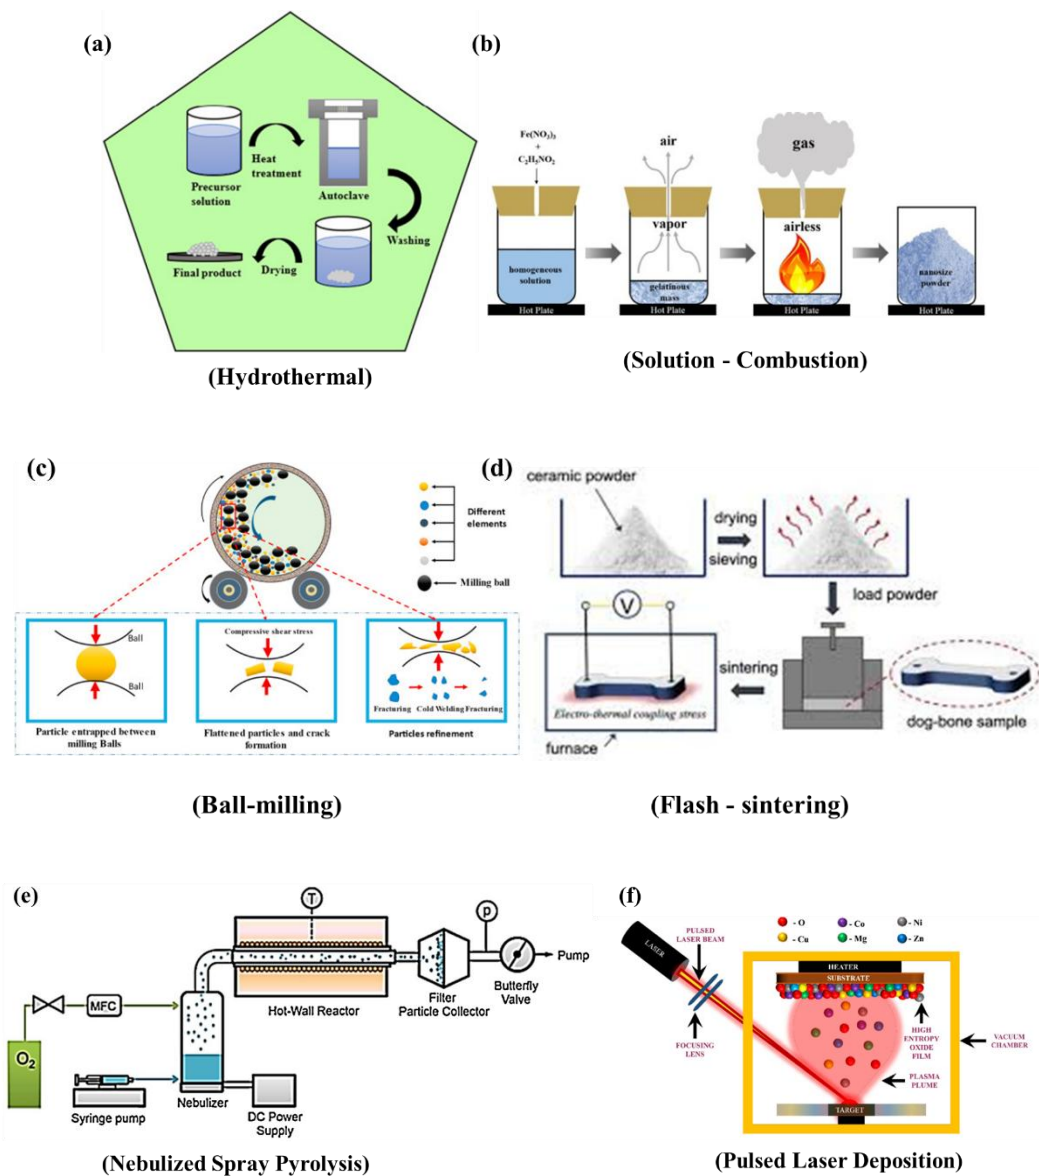 (a)
Precursor
solution
Heat
treatment
Autoclave
Washing
Drying
Final product
(Hydrothermal)
(b)
Fe(NO₃)₃
+
C₂H₅NO₂
air
gas
vapor
airless
homogeneous
solution
gelatinous
mass
nanosize
powder
Hot Plate
Hot Plate
Hot Plate
Hot Plate
(Solution - Combustion)
(c)
Different
elements
Milling ball
Ball
Ball
Particle entrapped between
milling Balls
Compressive shear stress
Flattened particles and crack
formation
Fracturing
Cold Welding
Fracturing
Particles refinement
(Ball-milling)
(d)
ceramic powder
drying
sieving
load powder
dog-bone sample
sintering
V
Electro-thermal coupling stress
furnace
(Flash - sintering)
(e)
T
p
Pump
Butterfly
Valve
Filter
Particle Collector
Hot-Wall Reactor
MFC
O₂
Syringe pump
Nebulizer
DC Power
Supply
(Nebulized Spray Pyrolysis)
(f)
- O
- Co
- Ni
- Cu
- Mg
- Zn
LASER
PULSED
LASER BEAM
FOCUSING
LENS
HEATER
SUBSTRATE
HIGH
ENTROPY
OXIDE
FILM
VACUUM
CHAMBER
PLASMA
PLUME
TARGET
(Pulsed Laser Deposition)